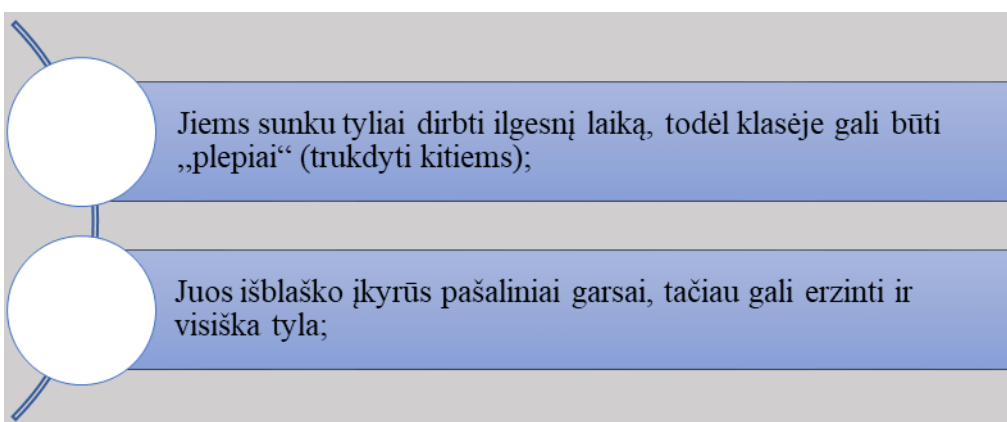 Jiems sunku tyliai dirbti ilgesnį laiką, todėl klasėje gali būti
„plepiai“ (trukdyti kitiems);
Juos išblaško įkyrūs pašaliniai garsai, tačiau gali erzinti ir
visiška tyla;